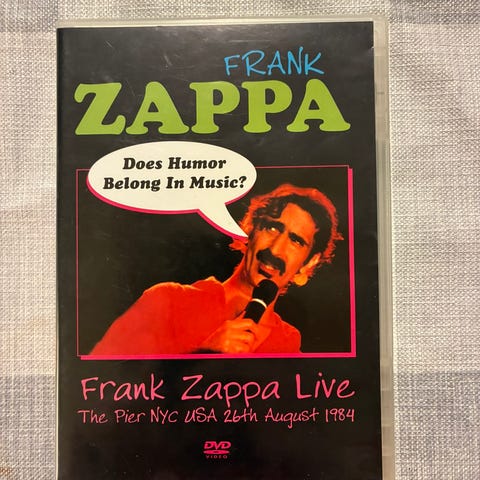 FRANK
ZAPPA
Does Humor
Belong In Music?
Frank Zappa Live
The Pier NYC USA 26th August 1984
DVD
VIDEO